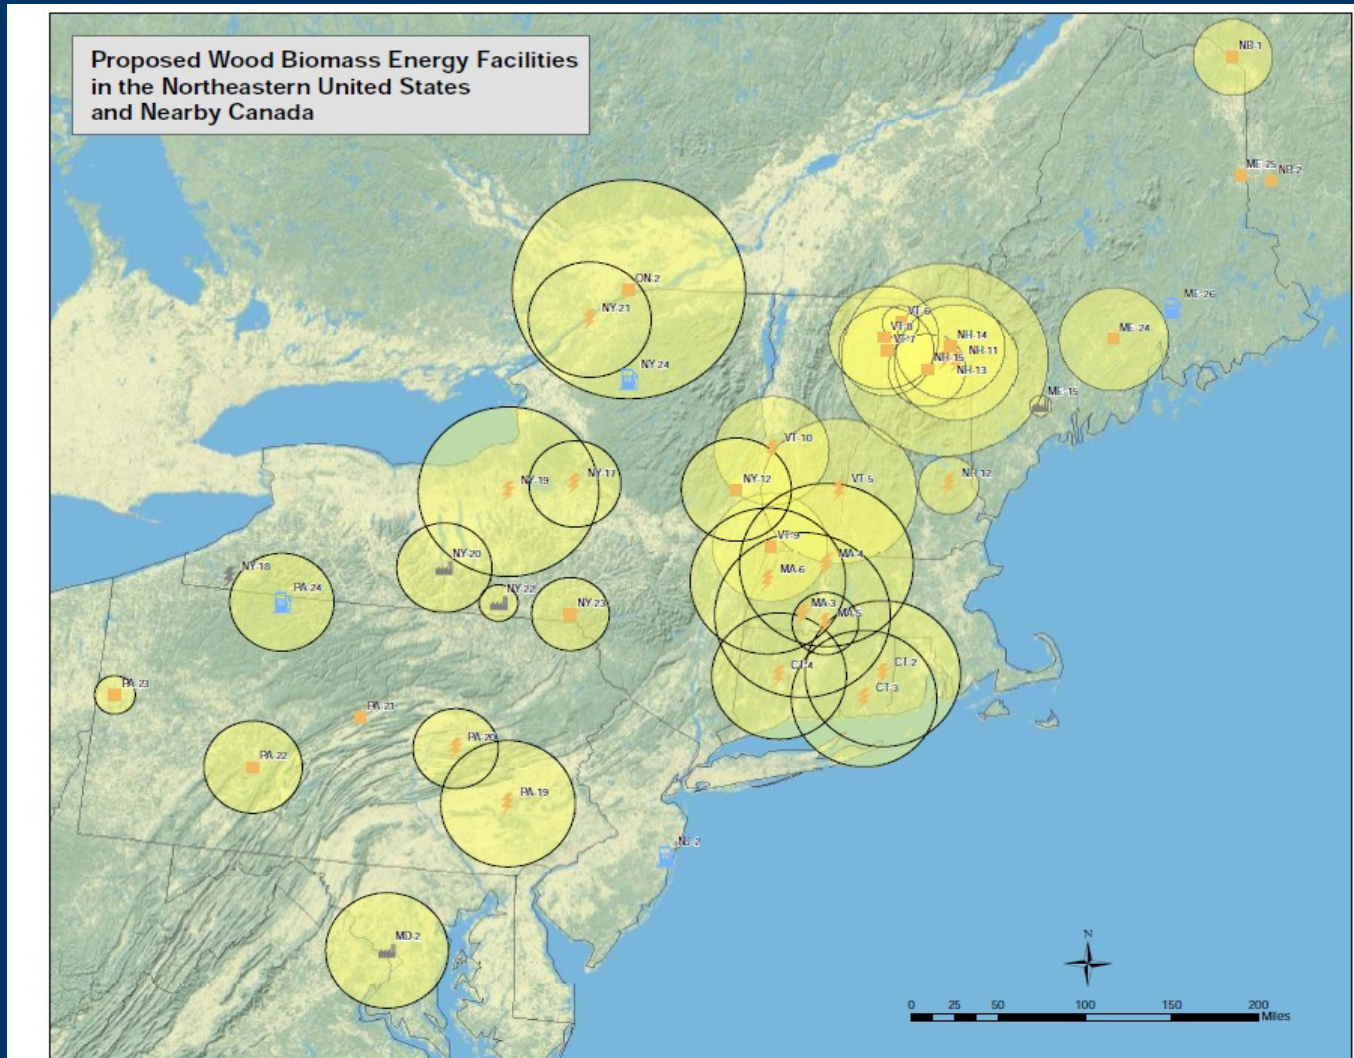 Proposed Wood Biomass Energy Facilities
in the Northeastern United States
and Nearby Canada
NB-1
ME-25
NB-2
ON-2
NY-21
ME-26
VT-6
VT-8
NH-14
VT-7
NH-11
NH-15
NH-13
ME-24
NY-24
ME-15
VT-10
NY-19
NY-17
NY-12
VT-5
NH-12
VT-9
MA-4
NY-20
MA-6
NY-18
PA-24
NY-22
NY-23
MA-3
MA-5
CT-4
CT-2
CT-3
PA-23
PA-21
PA-20
PA-22
PA-19
NJ-2
MD-2
N
0 25 50 100 150 200
Miles